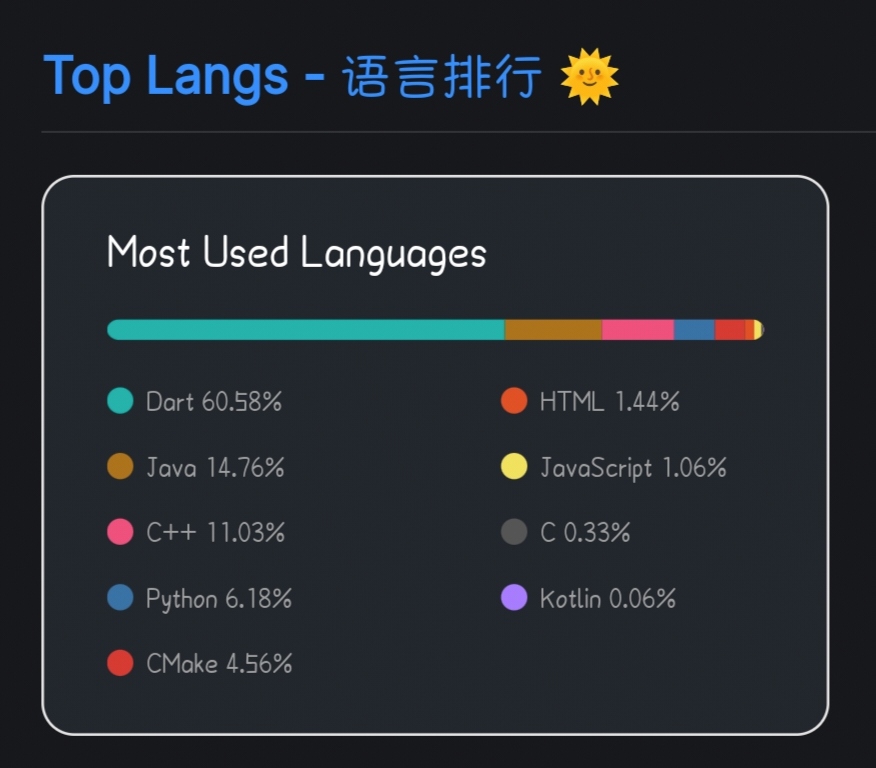 Top Langs - 语言排行 🌞
Most Used Languages
Dart 60.58%
Java 14.76%
C++ 11.03%
Python 6.18%
CMake 4.56%
HTML 1.44%
JavaScript 1.06%
C 0.33%
Kotlin 0.06%